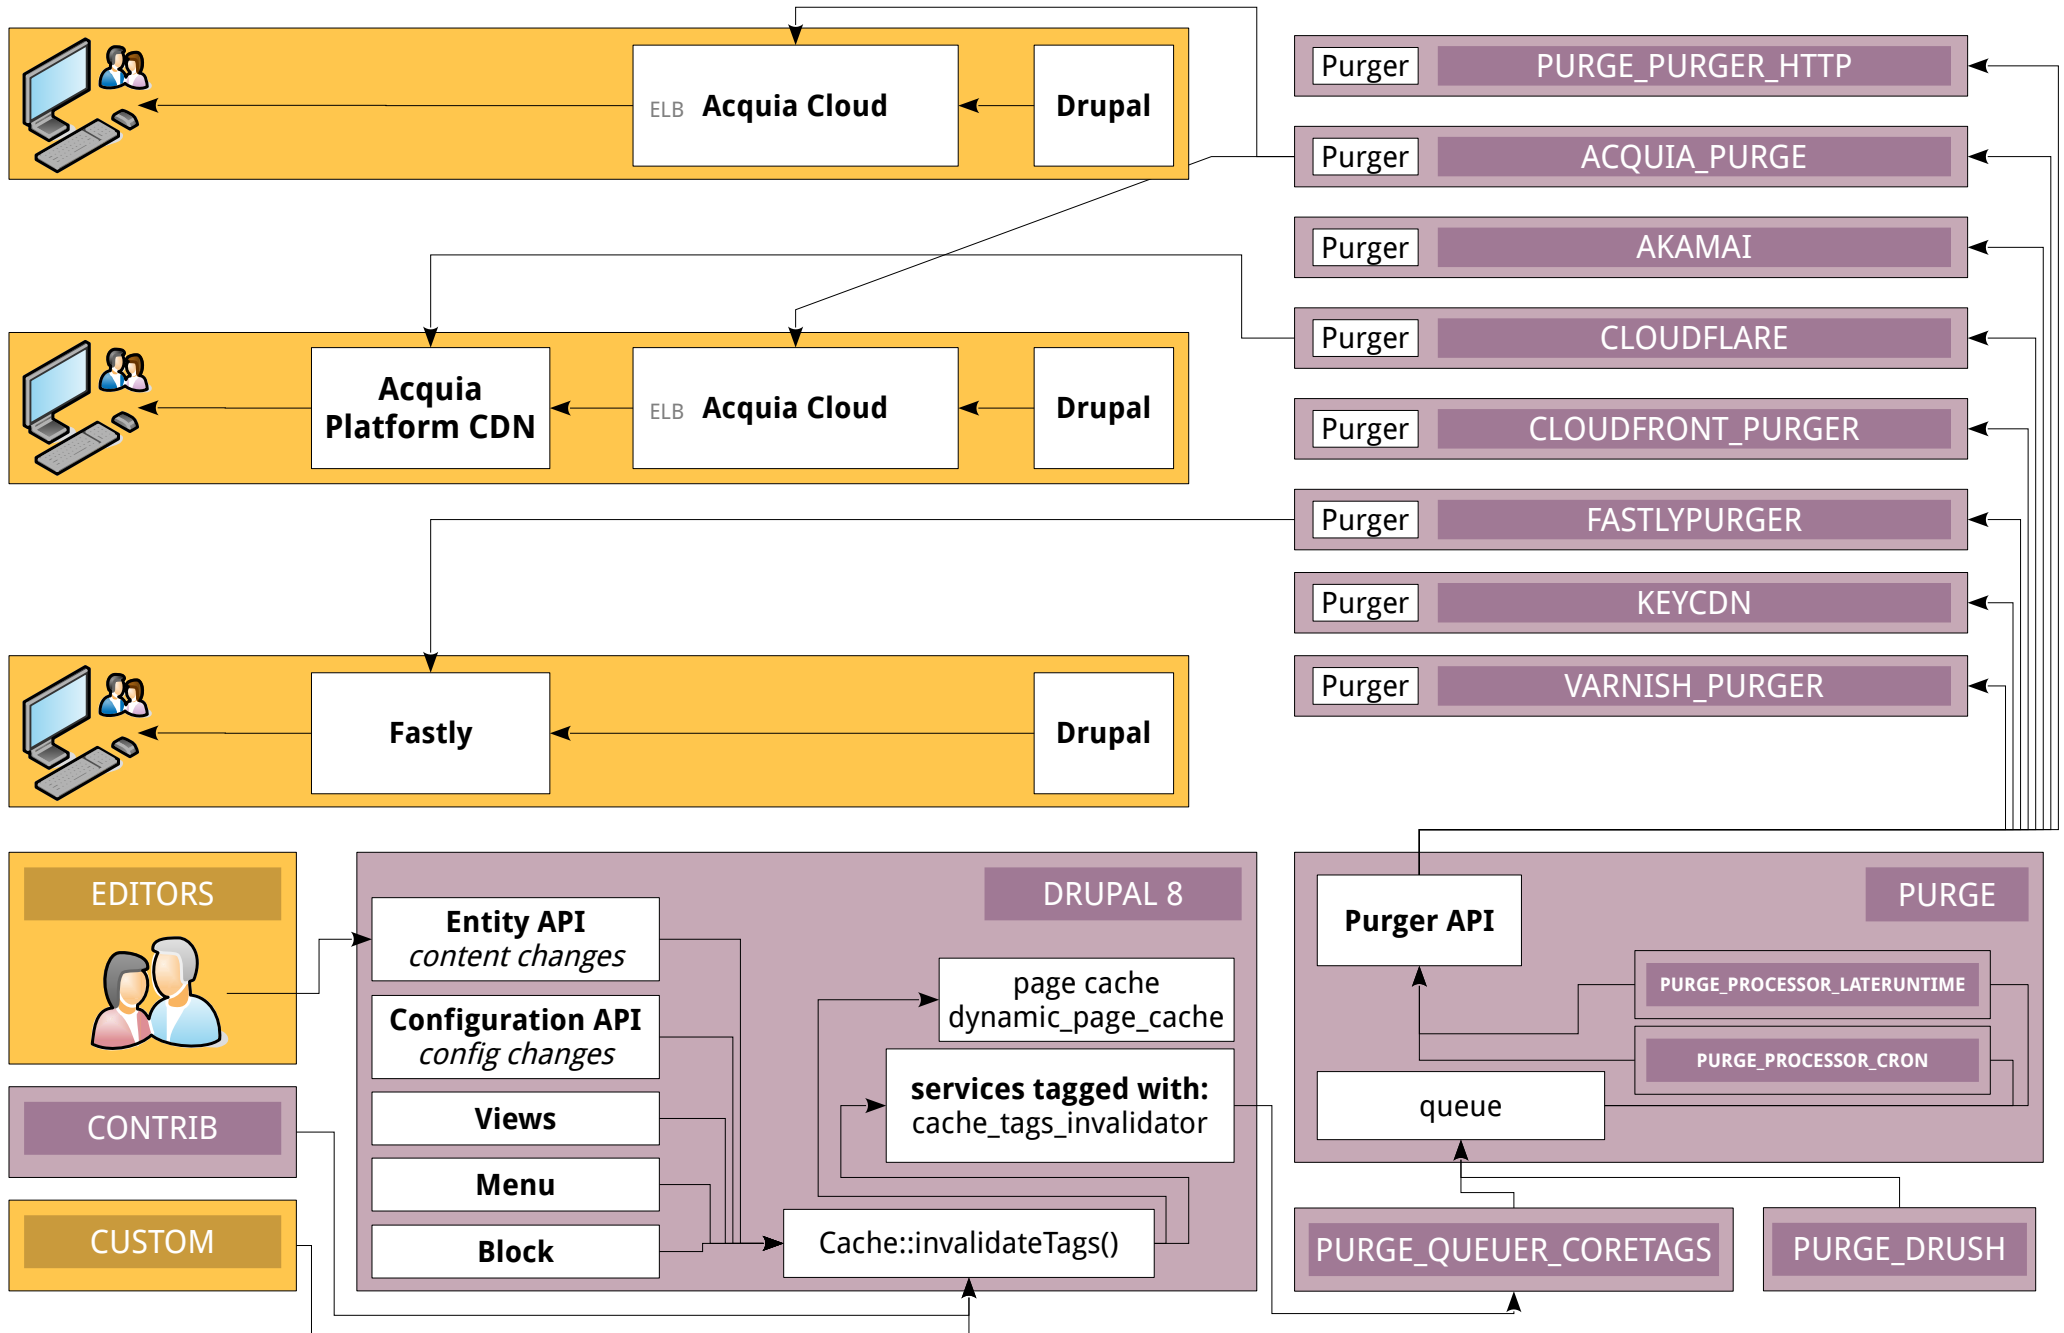 ELB Acquia Cloud
Drupal
Acquia
Platform CDN
ELB Acquia Cloud
Drupal
Fastly
Drupal
Purger PURGE_PURGER_HTTP
Purger ACQUIA_PURGE
Purger AKAMAI
Purger CLOUDFLARE
Purger CLOUDFRONT_PURGER
Purger FASTLYPURGER
Purger KEYCDN
Purger VARNISH_PURGER
EDITORS
CONTRIB
CUSTOM
DRUPAL 8
Entity API
content changes
Configuration API
config changes
Views
Menu
Block
page cache
dynamic_page_cache
services tagged with:
cache_tags_invalidator
Cache::invalidateTags()
PURGE
Purger API
PURGE_PROCESSOR_LATERUNTIME
PURGE_PROCESSOR_CRON
queue
PURGE_QUEUER_CORETAGS
PURGE_DRUSH